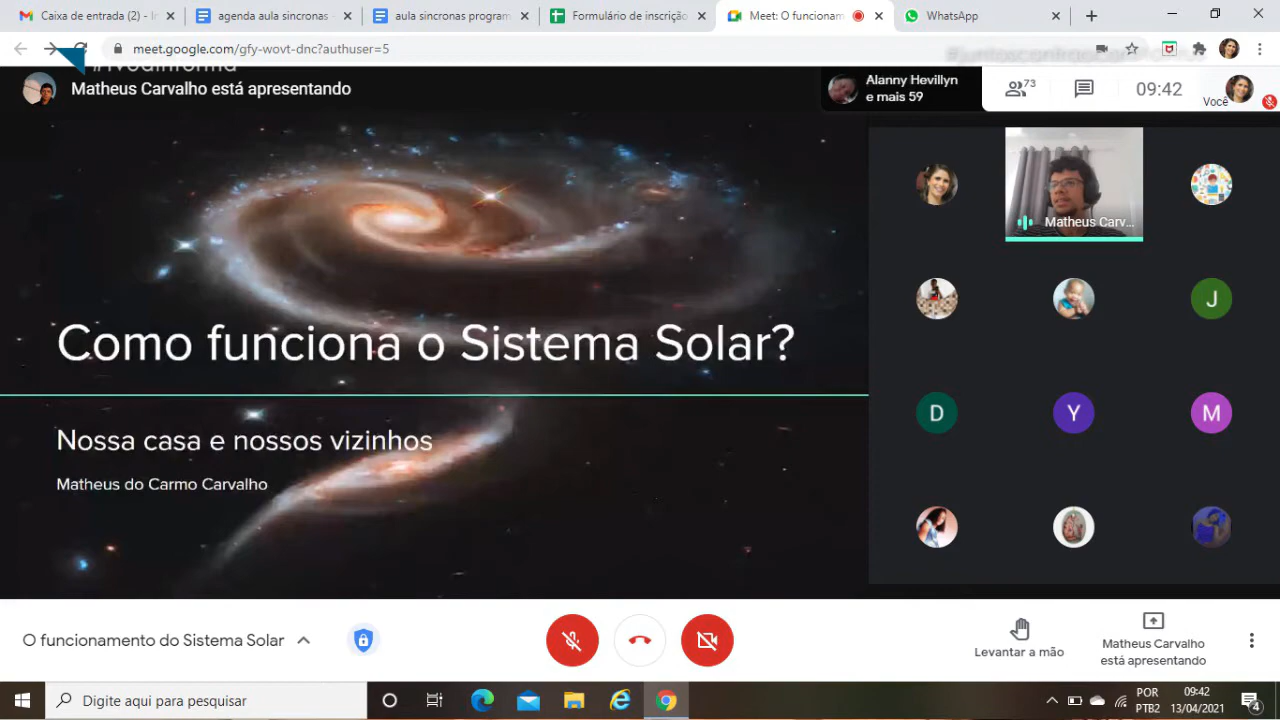 Caixa de entrada (2) - l
agenda aula sincronas -
aula sincronas program
Formulário de inscrição
Meet: O funcionam
WhatsApp
meet.google.com/gfy-wovt-dnc?authuser=5
Matheus Carvalho está apresentando
Alanny Hevillyn
e mais 59
73
09:42
Você
Matheus Carv...
J
D
Y
M
Como funciona o Sistema Solar?
Nossa casa e nossos vizinhos
Matheus do Carmo Carvalho
O funcionamento do Sistema Solar
Levantar a mão
Matheus Carvalho
está apresentando
Digite aqui para pesquisar
POR
PTB2
09:42
13/04/2021
4